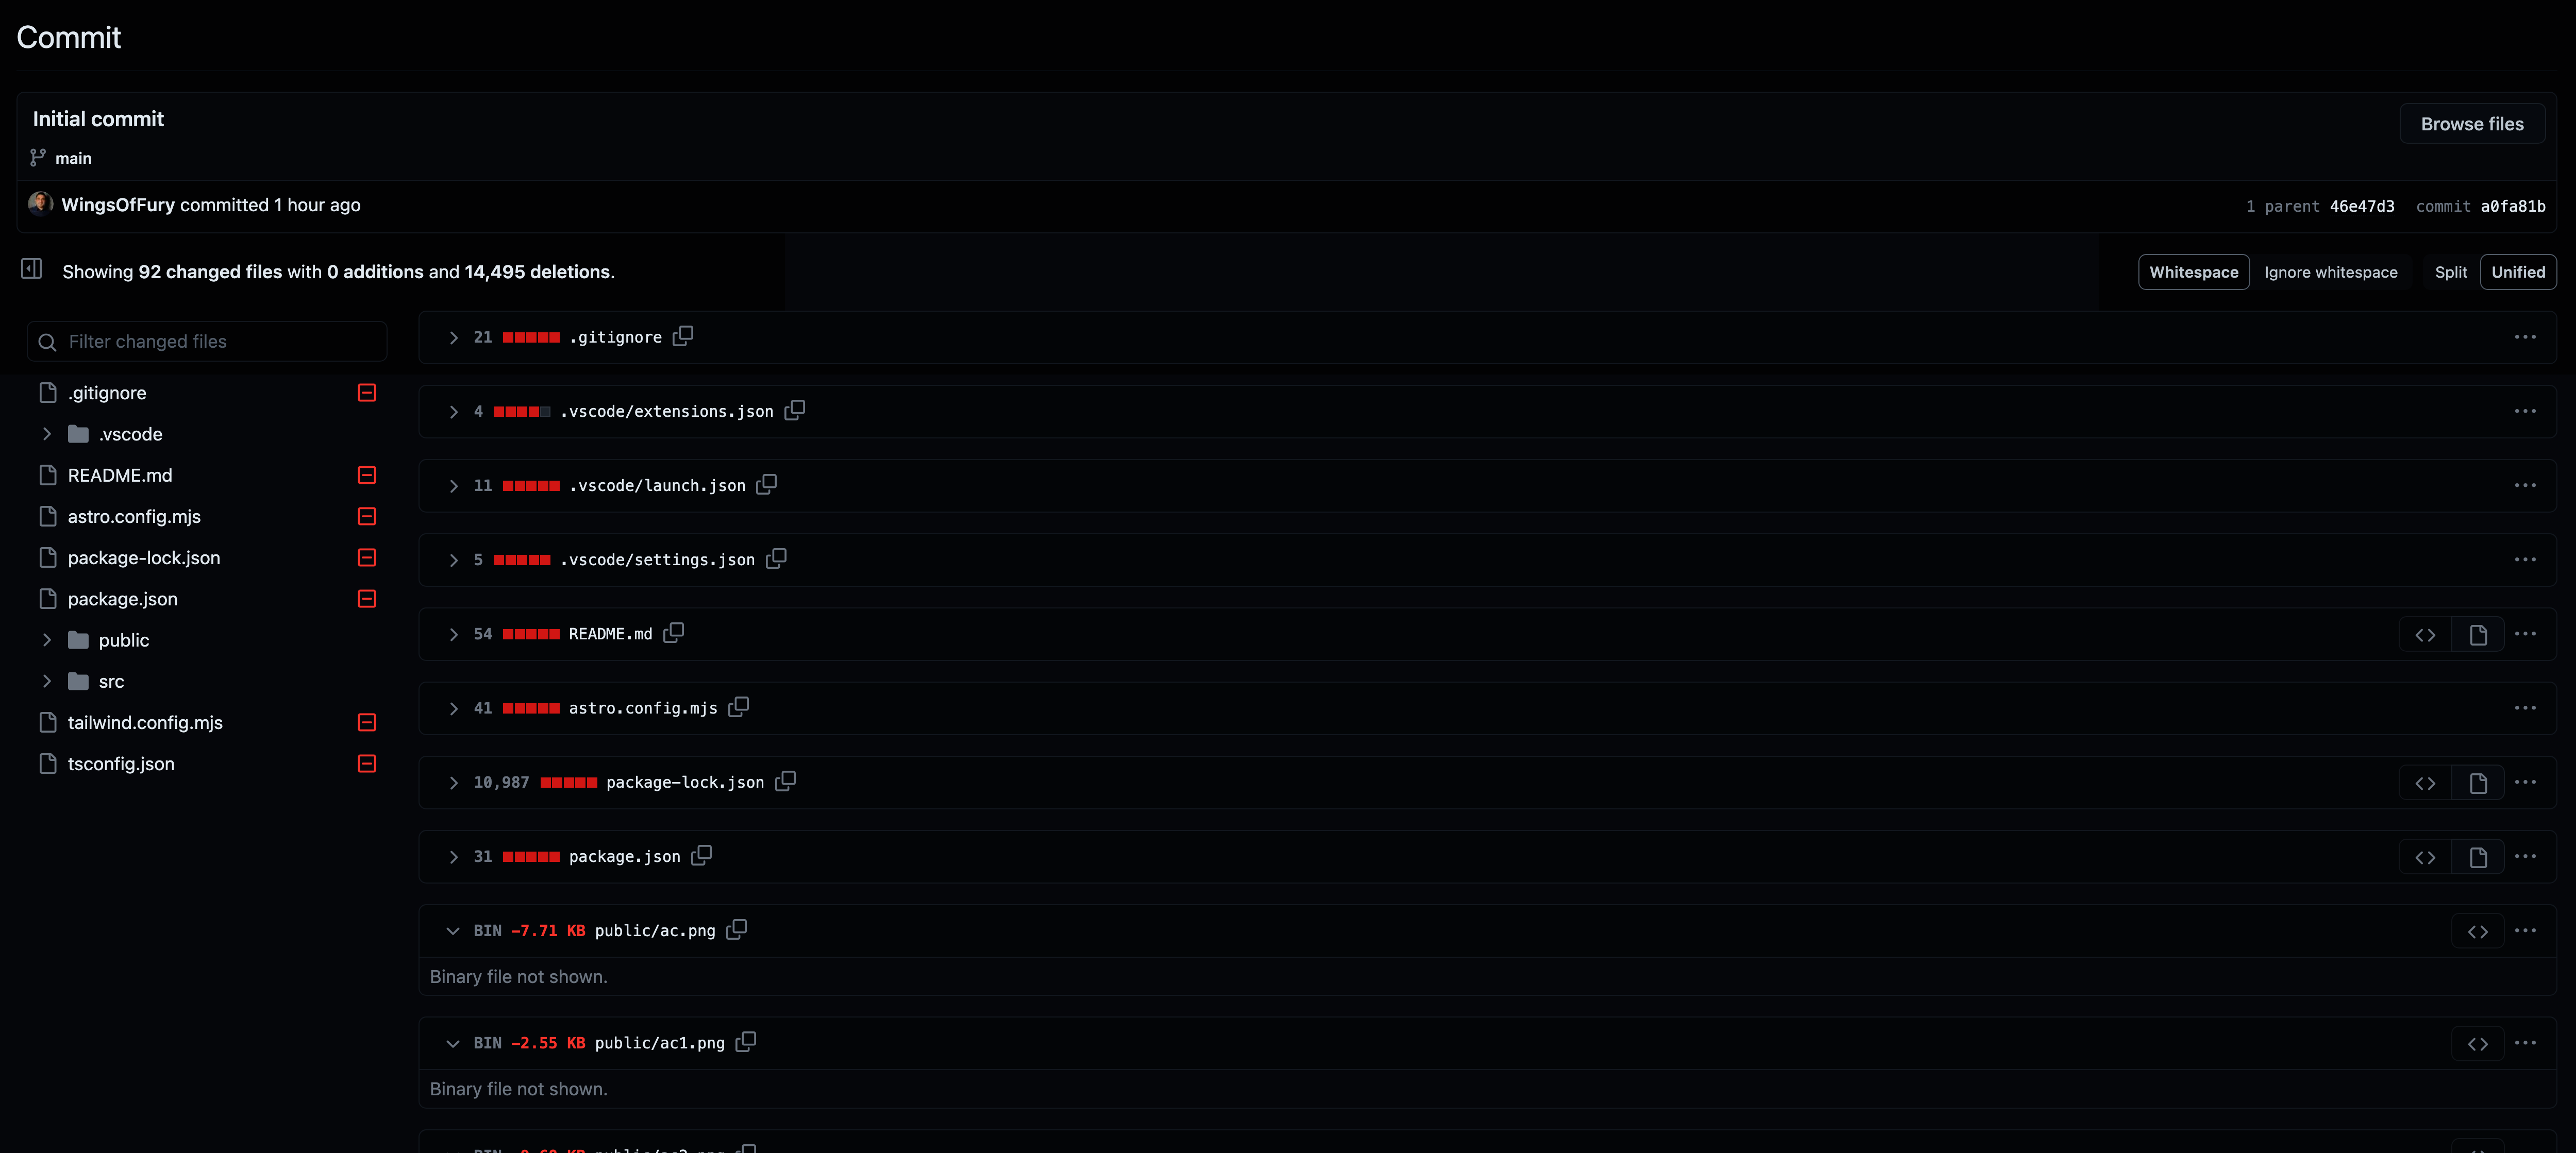 Commit
Initial commit
Browse files
main
WingsOfFury committed 1 hour ago
1 parent 46e47d3 commit a0fa81b
Showing 92 changed files with 0 additions and 14,495 deletions.
Whitespace Ignore whitespace Split Unified
Filter changed files
.gitignore
.vscode
README.md
astro.config.mjs
package-lock.json
package.json
public
src
tailwind.config.mjs
tsconfig.json
21 .gitignore
4 .vscode/extensions.json
11 .vscode/launch.json
5 .vscode/settings.json
54 README.md
41 astro.config.mjs
10,987 package-lock.json
31 package.json
BIN -7.71 KB public/ac.png
Binary file not shown.
BIN -2.55 KB public/ac1.png
Binary file not shown.